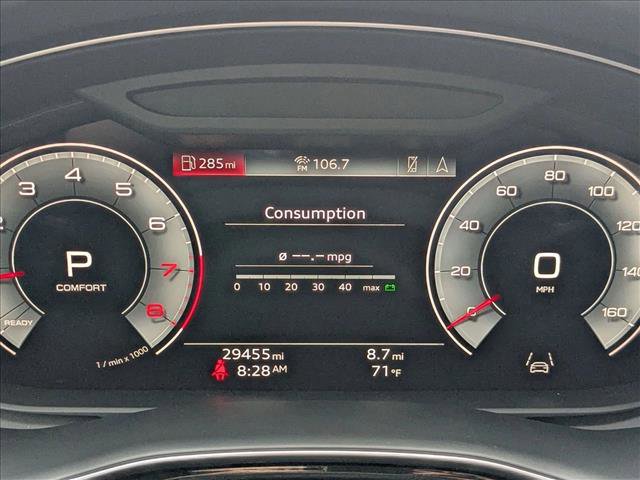 285 mi
FM 106.7
Consumption
Ø --.- mpg
0 10 20 30 40 max
29455 mi 8.7 mi
8:28 AM 71 °F
2 3 4 5 6 7 8
READY
1 / min x 1000
P
COMFORT
0 20 40 60 80 100 120 140 160
0
MPH